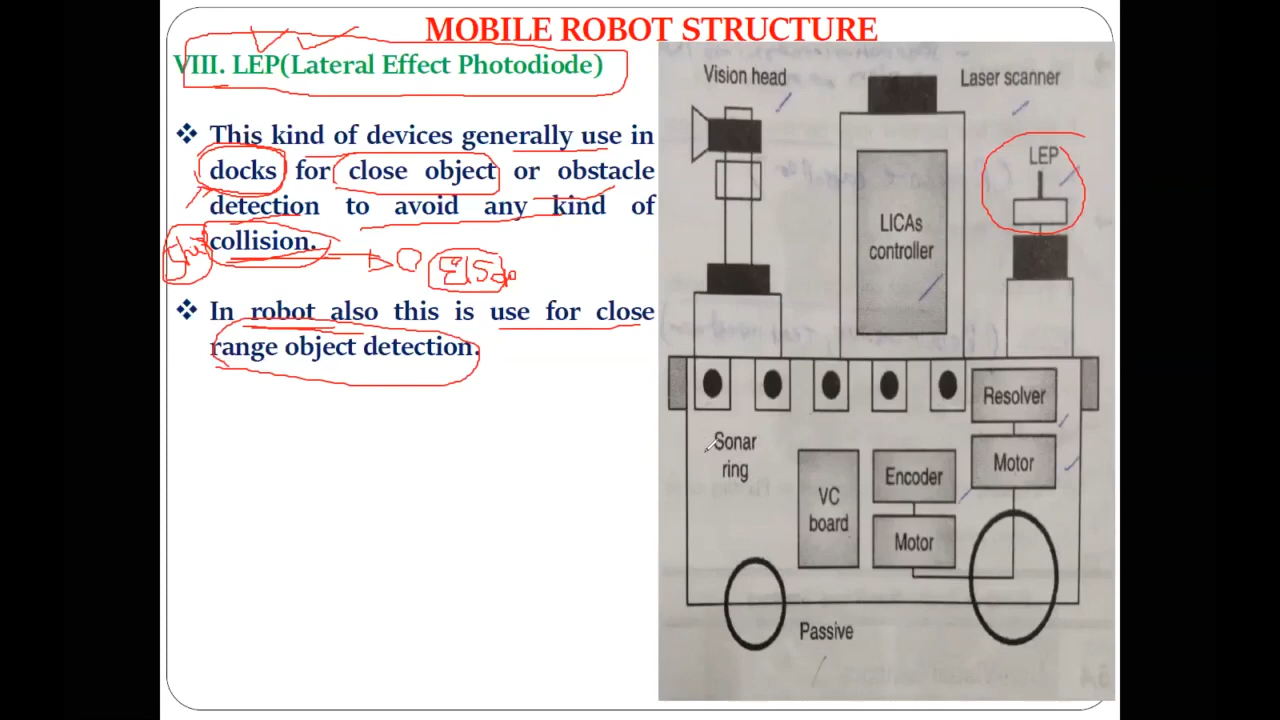 MOBILE ROBOT STRUCTURE
VIII. LEP(Lateral Effect Photodiode)
❖ This kind of devices generally use in
docks for close object or obstacle
detection to avoid any kind of
collision.
❖ In robot also this is use for close
range object detection.
Vision head
Laser scanner
LEP
LICAs
controller
Resolver
Sonar
ring
Motor
Encoder
VC
board
Motor
Passive